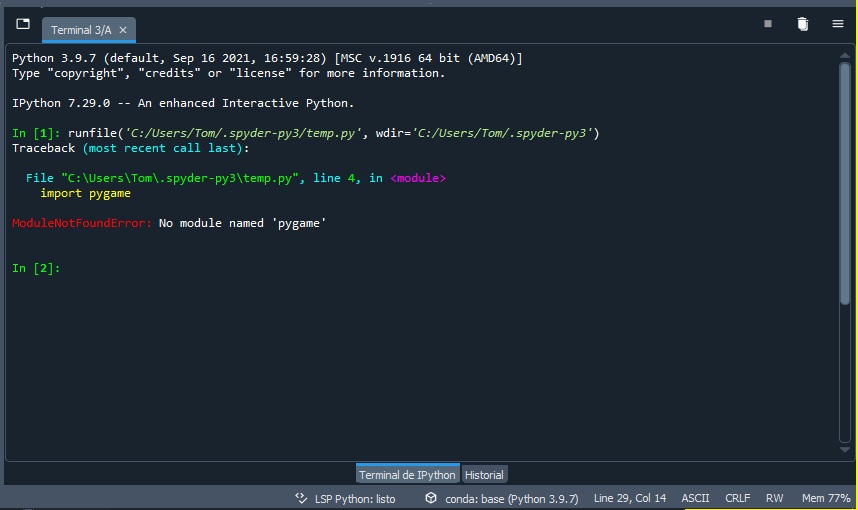 Terminal 3/A
Python 3.9.7 (default, Sep 16 2021, 16:59:28) [MSC v.1916 64 bit (AMD64)]
Type "copyright", "credits" or "license" for more information.
IPython 7.29.0 -- An enhanced Interactive Python.
In [1]: runfile('C:/Users/Tom/.spyder-py3/temp.py', wdir='C:/Users/Tom/.spyder-py3')
Traceback (most recent call last):
File "C:\Users\Tom\.spyder-py3\temp.py", line 4, in <module>
import pygame
ModuleNotFoundError: No module named 'pygame'
In [2]:
Terminal de IPython Historial
LSP Python: listo conda: base (Python 3.9.7) Line 29, Col 14 ASCII CRLF RW Mem 77%